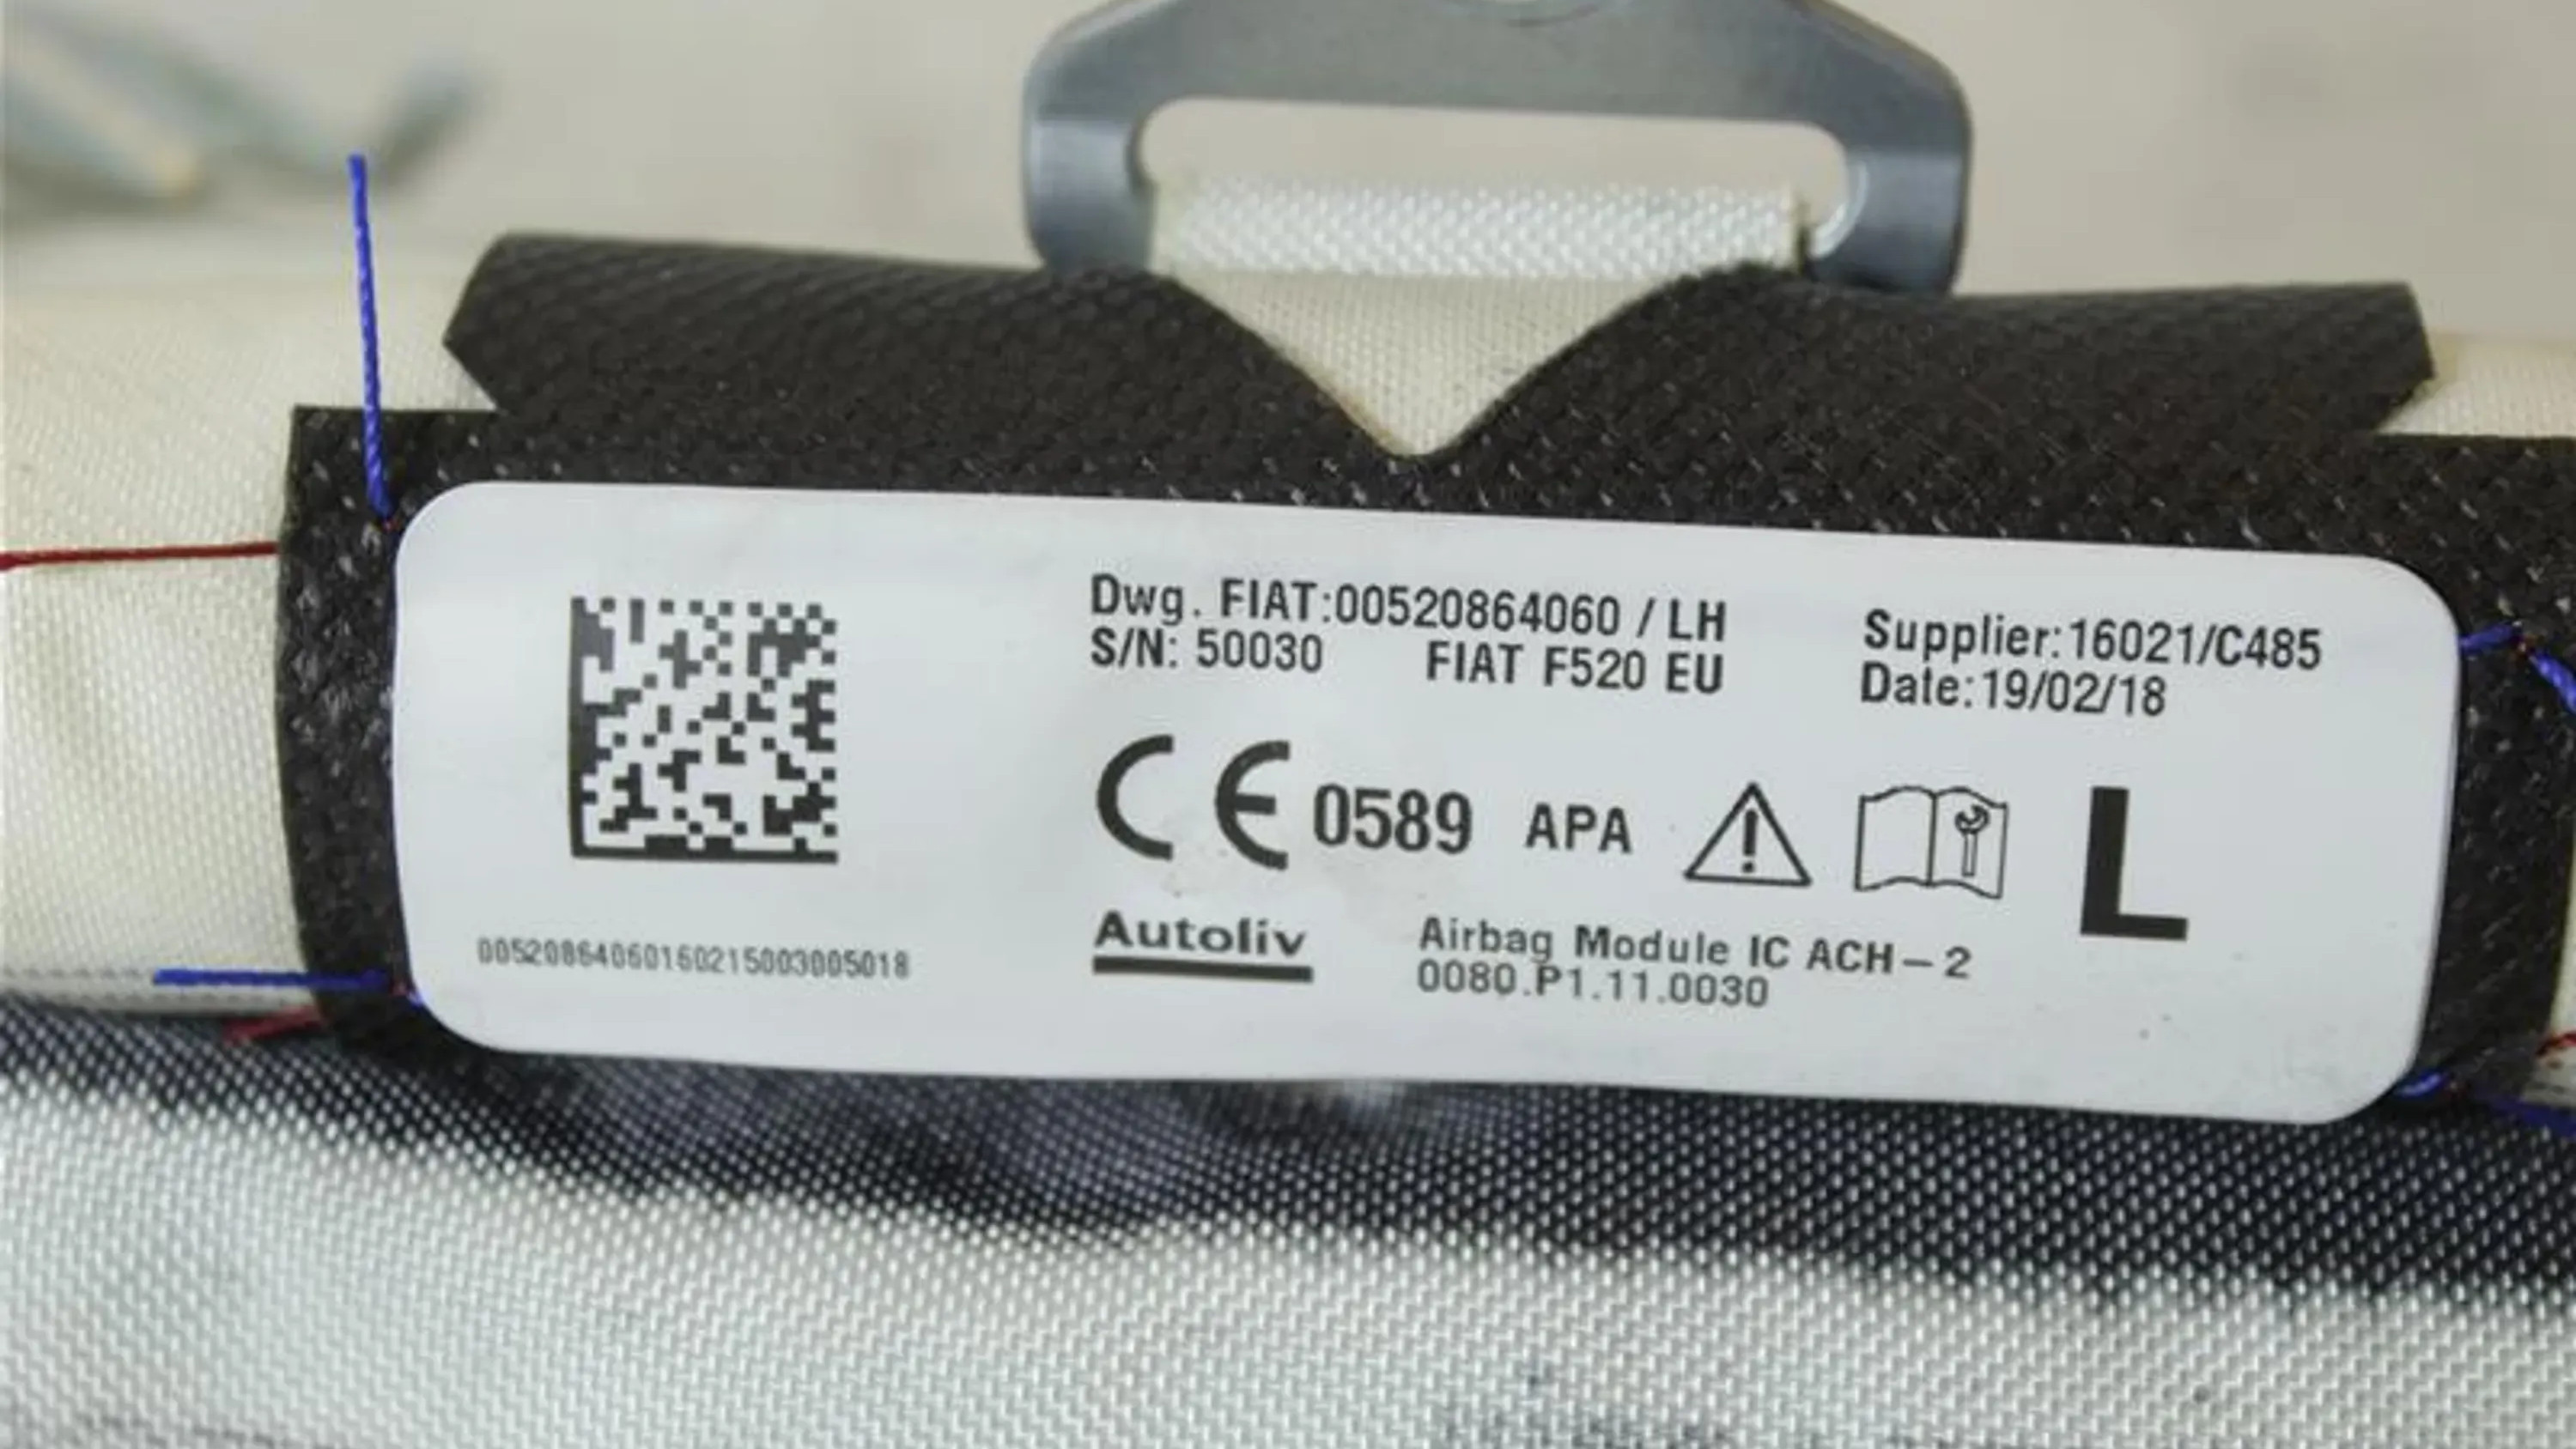 Dwg. FIAT:00520864060 / LH
S/N: 50030 FIAT F520 EU
Supplier:16021/C485
Date:19/02/18
CE 0589 APA
L
Autoliv
Airbag Module IC ACH-2
0080.P1.11.0030
00520864060160215003005018